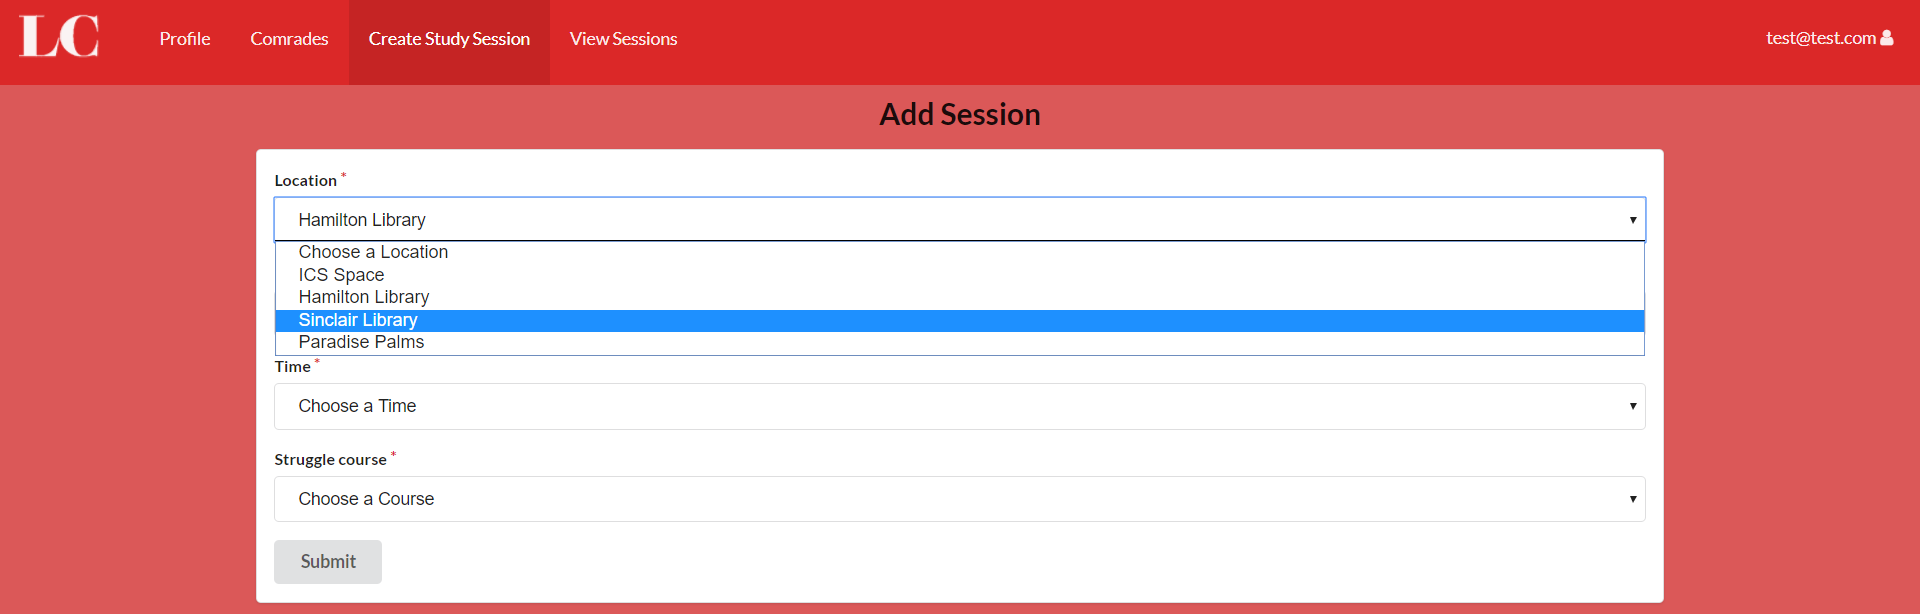 LC Profile Comrades Create Study Session View Sessions test@test.com
Add Session
Location *
Hamilton Library
Choose a Location
ICS Space
Hamilton Library
Sinclair Library
Paradise Palms
Time *
Choose a Time
Struggle course *
Choose a Course
Submit